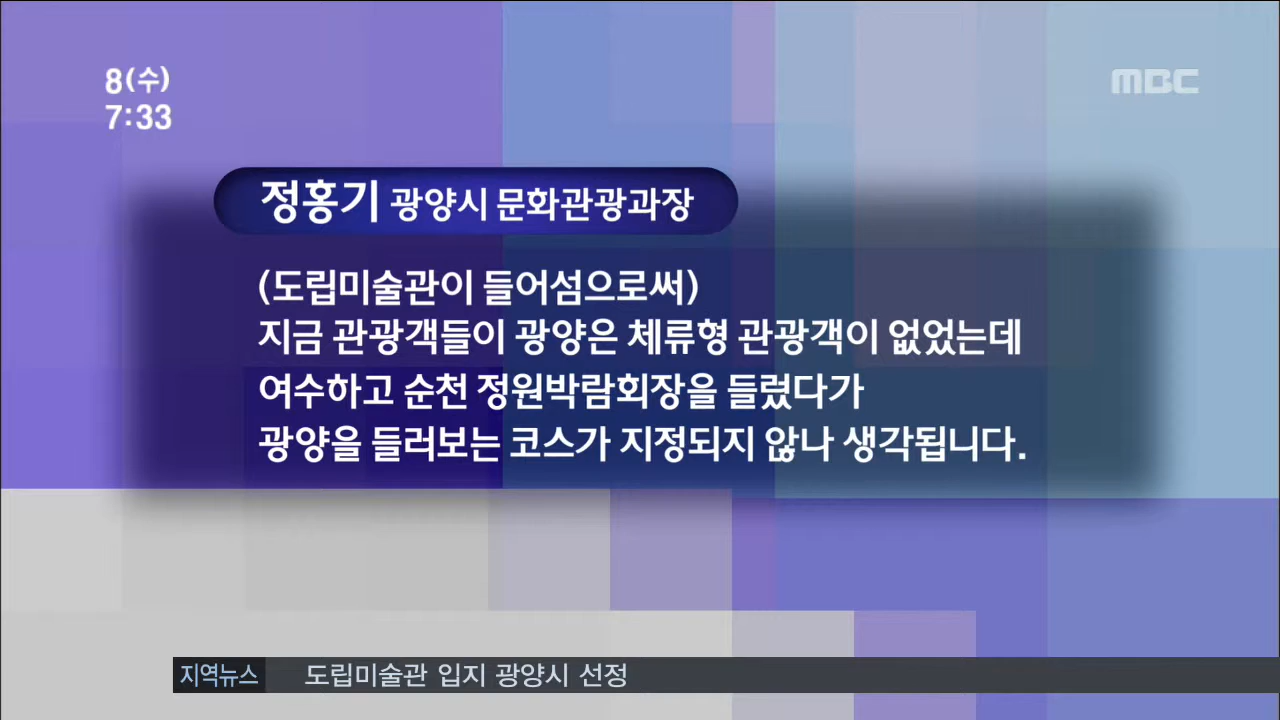 8(수)
7:33
MBC
정홍기 광양시 문화관광과장
(도립미술관이 들어섬으로써)
지금 관광객들이 광양은 체류형 관광객이 없었는데
여수하고 순천 정원박람회장을 들렀다가
광양을 들러보는 코스가 지정되지 않나 생각됩니다.
지역뉴스 도립미술관 입지 광양시 선정